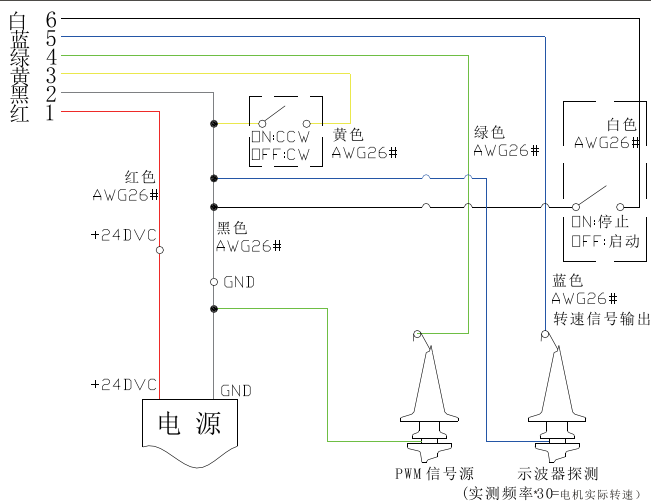 白 6
蓝 5
绿 4
黄 3
黑 2
红 1
ON:CCW
OFF:CW
黄色
AWG26#
绿色
AWG26#
白色
AWG26#
红色
AWG26#
+24DVC
黑色
AWG26#
GND
ON:停止
OFF:启动
蓝色
AWG26#
转速信号输出
+24DVC
GND
电源
PWM信号源
示波器探测
(实测频率*30=电机实际转速)